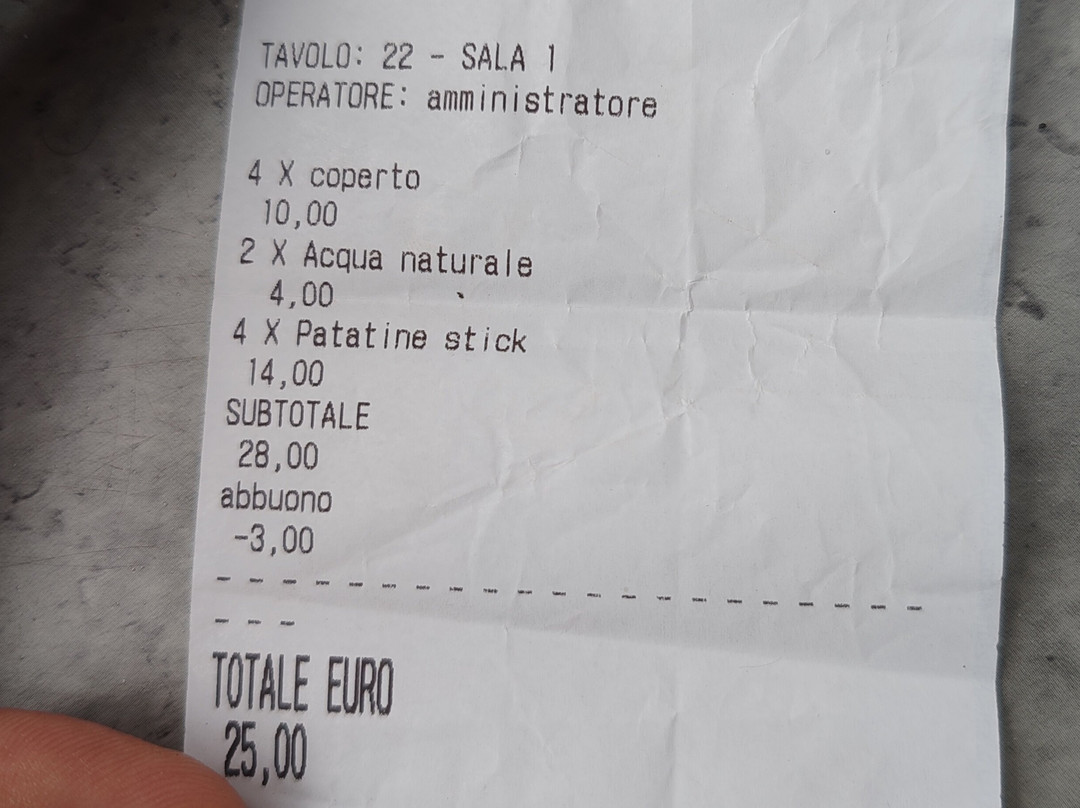 TAVOLO: 22 - SALA 1
OPERATORE: amministratore
4 X coperto
10,00
2 X Acqua naturale
4,00
4 X Patatine stick
14,00
SUBTOTALE
28,00
abbuono
-3,00
- - - - - - - - - - - - - - - - - - - - - -
- - -
TOTALE EURO
25,00